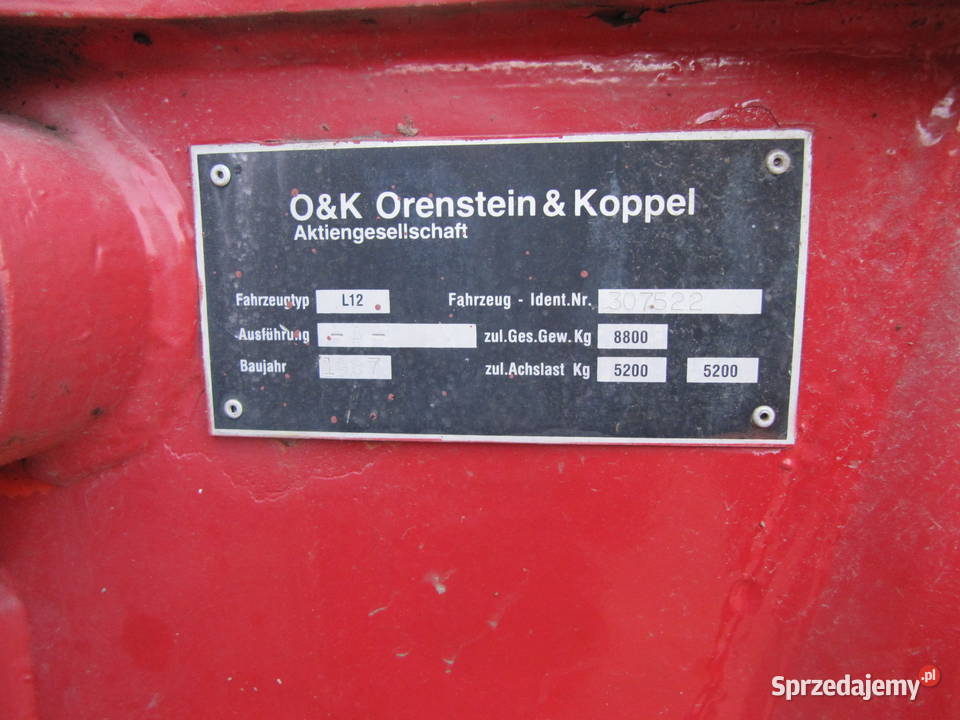 O&K Orenstein & Koppel
Aktiengesellschaft
Fahrzeugtyp L12 Fahrzeug - Ident.Nr. 307522
Ausführung zul.Ges.Gew.Kg 8800
Baujahr zul.Achslast Kg 5200 5200
Sprzedajemy.pl